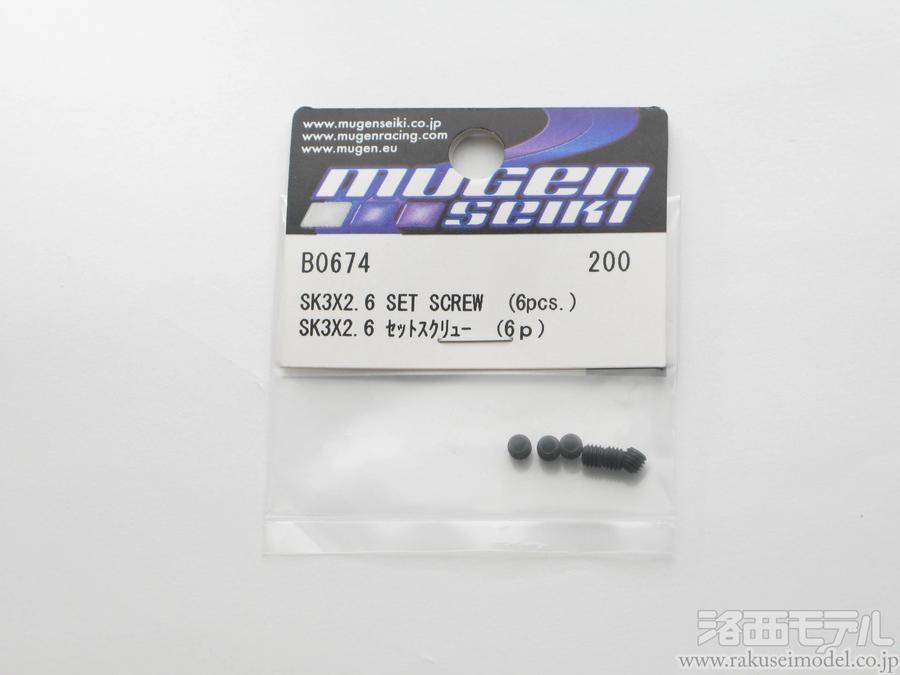 www.mugenseiki.co.jp
www.mugenracing.com
www.mugen.eu
MUGEN
SEIKI
B0674 200
SK3X2.6 SET SCREW (6pcs.)
SK3X2.6 ｾｯﾄｽｸﾘｭｰ (6p)
洛西モデル
www.rakuseimodel.co.jp